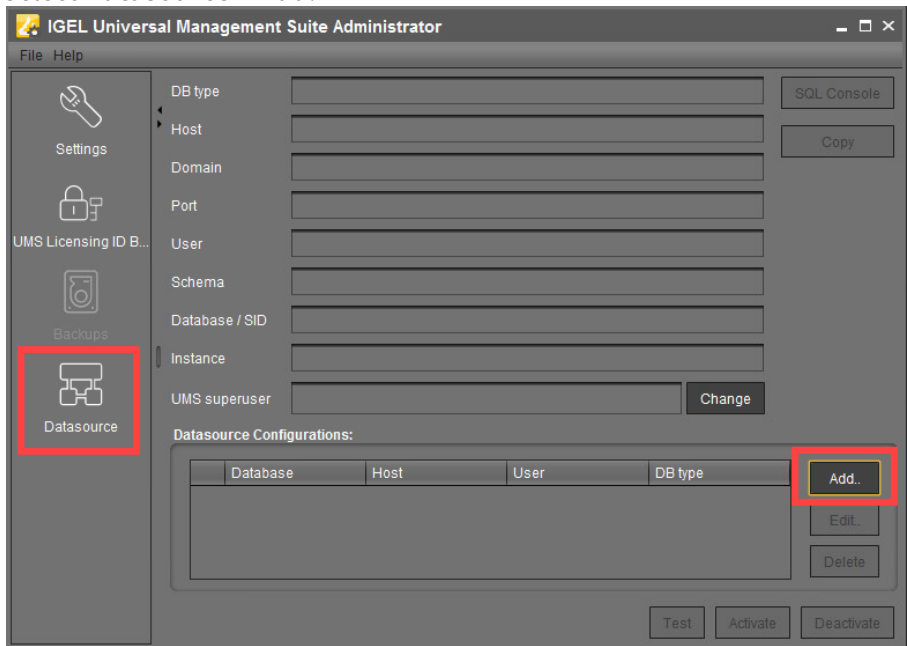 IGEL Universal Management Suite Administrator
File Help
Settings
UMS Licensing ID B...
Backups
Datasource
DB type
Host
Domain
Port
User
Schema
Database / SID
Instance
UMS superuser
Change
SQL Console
Copy
Datasource Configurations:
Database Host User DB type
Add..
Edit..
Delete
Test Activate Deactivate